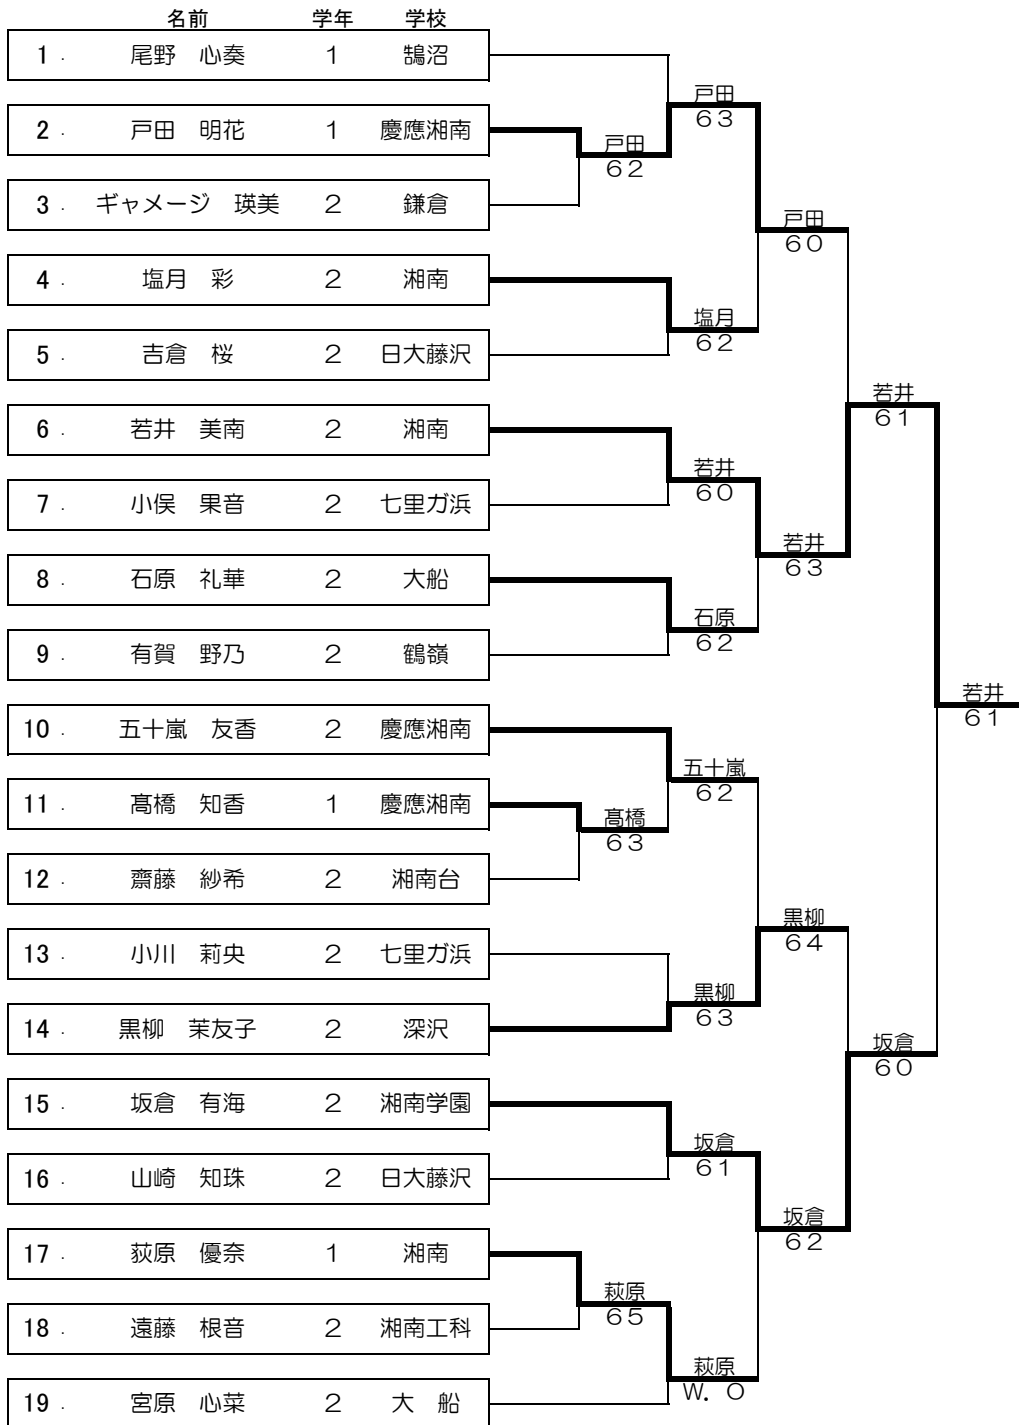 名前 学年 学校
1 . 尾野 心奏 1 鵠沼
戸田
63
2 . 戸田 明花 1 慶應湘南
戸田
62
3 . ギャメージ 瑛美 2 鎌倉
戸田
60
4 . 塩月 彩 2 湘南
塩月
62
5 . 吉倉 桜 2 日大藤沢
若井
61
6 . 若井 美南 2 湘南
若井
60
7 . 小俣 果音 2 七里ガ浜
若井
63
8 . 石原 礼華 2 大船
石原
62
9 . 有賀 野乃 2 鶴嶺
若井
61
10 . 五十嵐 友香 2 慶應湘南
五十嵐
62
11 . 髙橋 知香 1 慶應湘南
髙橋
63
12 . 齋藤 紗希 2 湘南台
黒柳
64
13 . 小川 莉央 2 七里ガ浜
黒柳
63
14 . 黒柳 茉友子 2 深沢
坂倉
60
15 . 坂倉 有海 2 湘南学園
坂倉
61
16 . 山崎 知珠 2 日大藤沢
坂倉
62
17 . 荻原 優奈 1 湘南
萩原
65
18 . 遠藤 根音 2 湘南工科
萩原
W. O
19 . 宮原 心菜 2 大 船